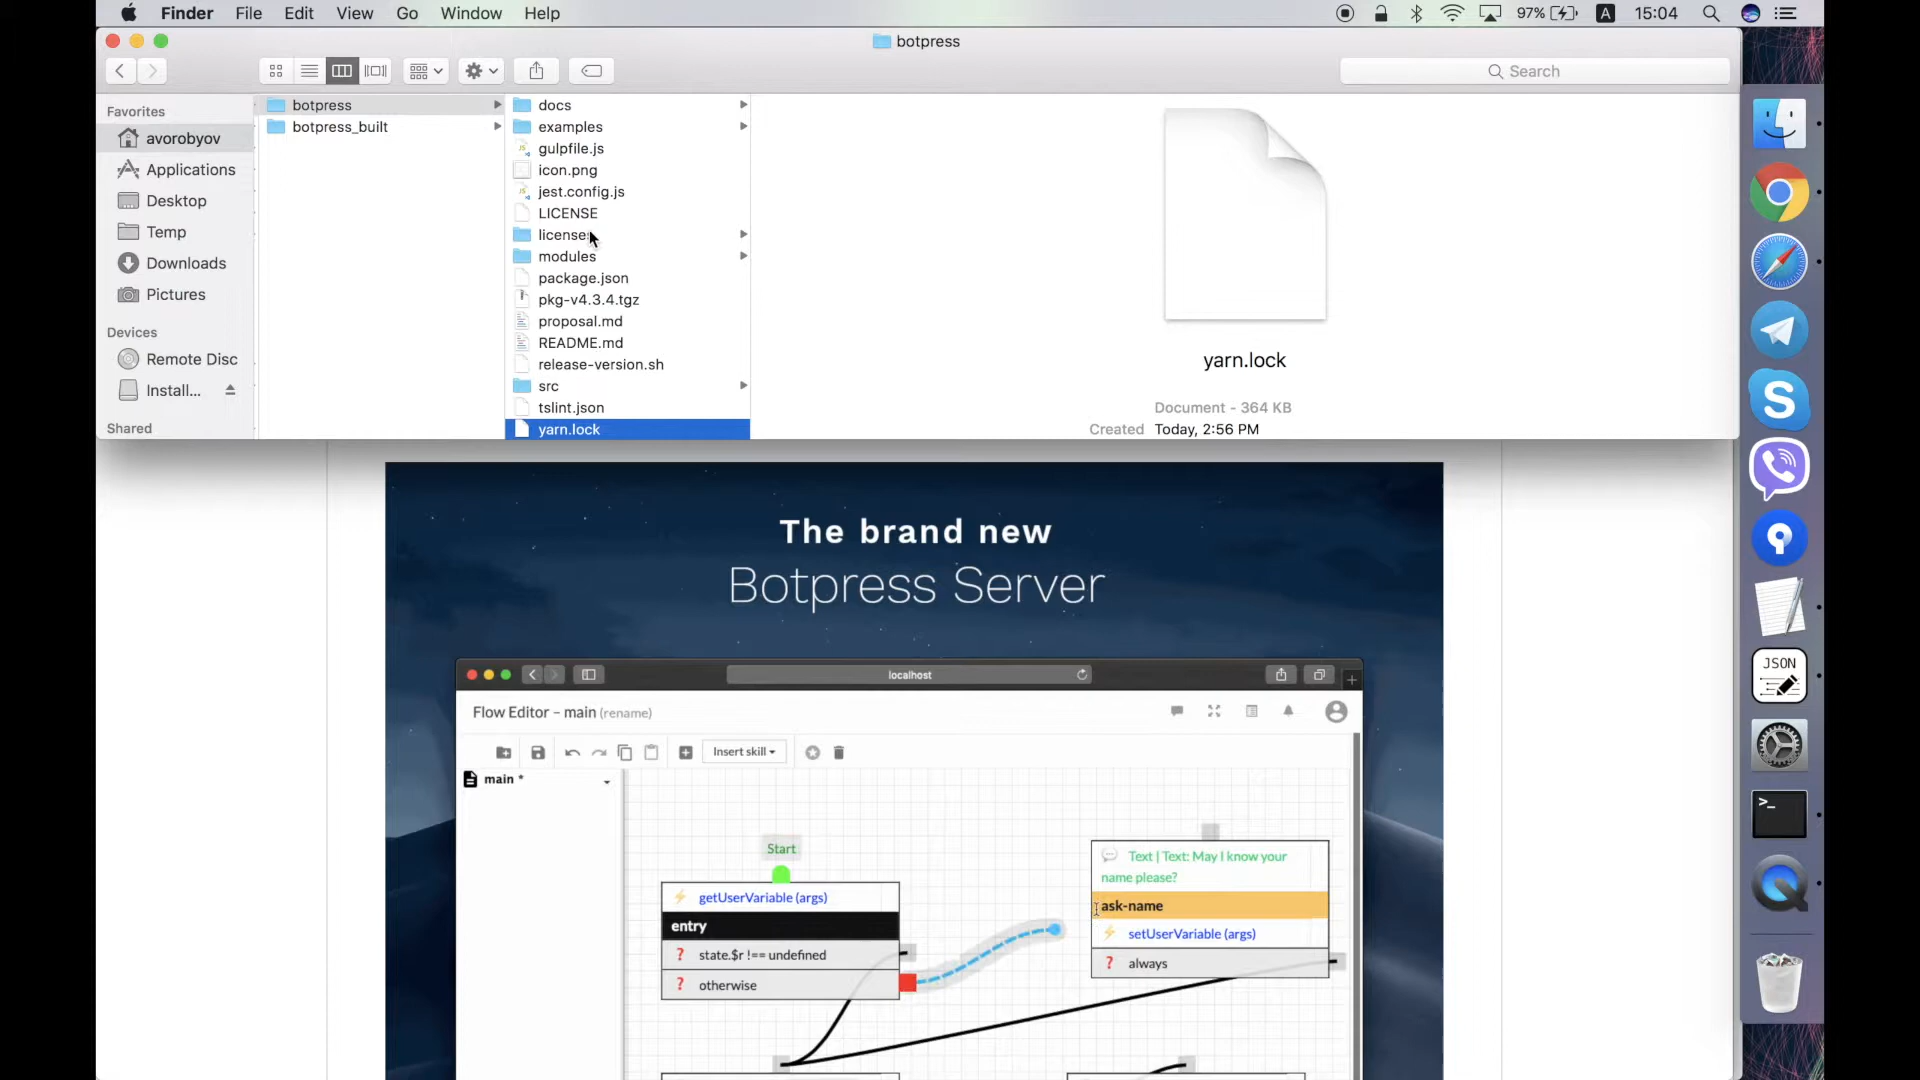 Finder File Edit View Go Window Help 97% A 15:04
botpress
Search
Favorites
avorobyov
Applications
Desktop
Temp
Downloads
Pictures
Devices
Remote Disc
Install...
Shared
botpress
botpress_built
docs
examples
gulpfile.js
icon.png
jest.config.js
LICENSE
licenses
modules
package.json
pkg-v4.3.4.tgz
proposal.md
README.md
release-version.sh
src
tslint.json
yarn.lock
yarn.lock
Document - 364 KB
Created Today, 2:56 PM
The brand new
Botpress Server
localhost
Flow Editor – main (rename)
Insert skill
main *
Start
getUserVariable (args)
entry
? state.$r !== undefined
? otherwise
Text | Text: May I know your
name please?
ask-name
setUserVariable (args)
? always
JSON
>_